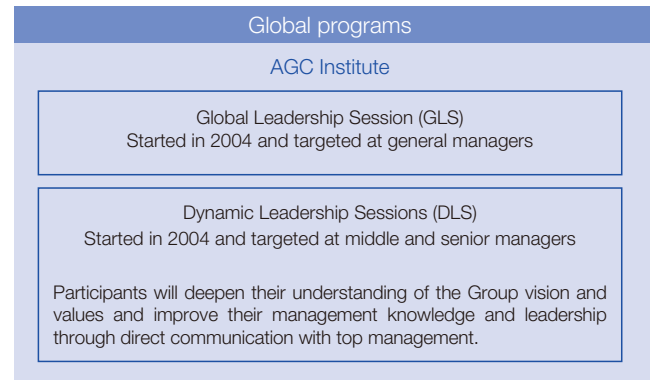 Global programs
AGC Institute
Global Leadership Session (GLS)
Started in 2004 and targeted at general managers
Dynamic Leadership Sessions (DLS)
Started in 2004 and targeted at middle and senior managers
Participants will deepen their understanding of the Group vision and
values and improve their management knowledge and leadership
through direct communication with top management.